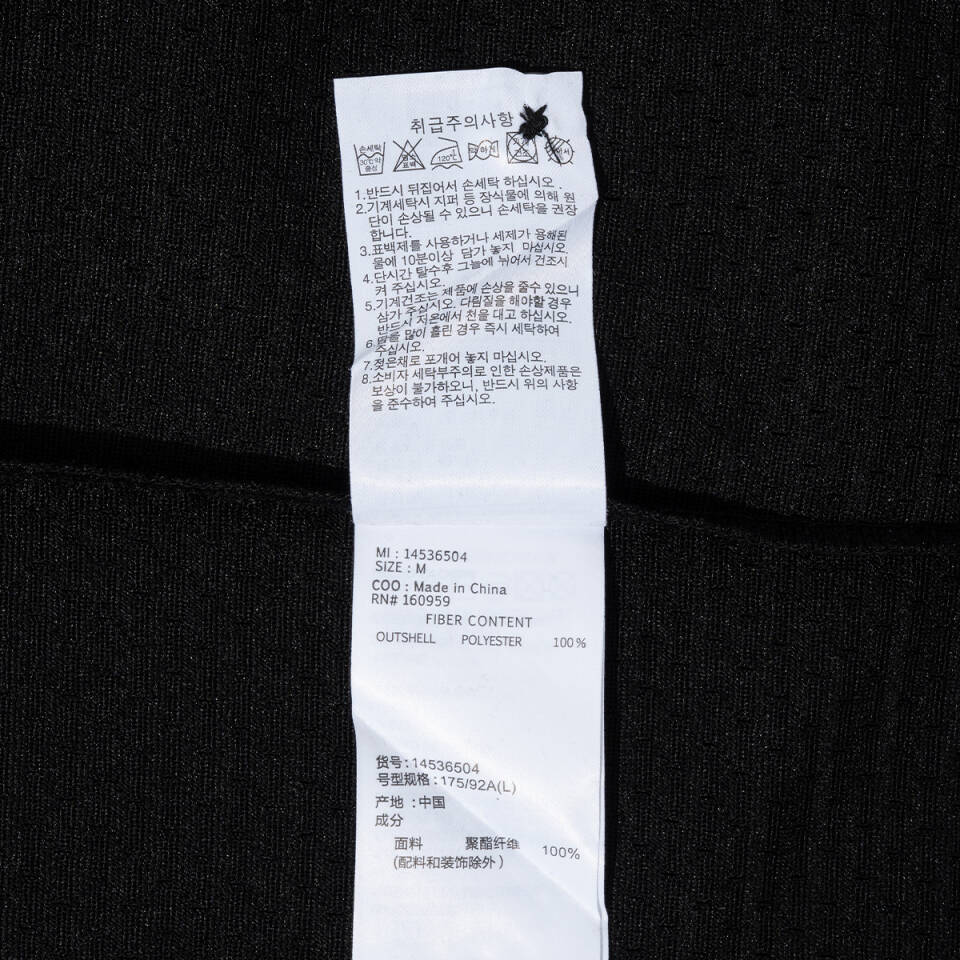 취급주의사항
손세탁
30℃약
중성
염소
표백
120℃
약하게
1.반드시 뒤집어서 손세탁 하십시오.
2.기계세탁시 지퍼 등 장식물에 의해 원
단이 손상될 수 있으니 손세탁을 권장
합니다.
3.표백제를 사용하거나 세제가 용해된
물에 10분이상 담가 놓지 마십시오.
4.단시간 탈수후 그늘에 뉘어서 건조시
켜 주십시오.
5.기계건조는 제품에 손상을 줄수 있으니
삼가 주십시오. 다림질을 해야할 경우
반드시 저온에서 천을 대고 하십시오.
6.땀을 많이 흘린 경우 즉시 세탁하여
주십시오.
7.젖은채로 포개어 놓지 마십시오.
8.소비자 세탁부주의로 인한 손상제품은
보상이 불가하오니, 반드시 위의 사항
을 준수하여 주십시오.
MI : 14536504
SIZE : M
COO : Made in China
RN# 160959
FIBER CONTENT
OUTSHELL POLYESTER 100%
货号:14536504
号型规格:175/92A(L)
产地 :中国
成分
面料 聚酯纤维 100%
(配料和装饰除外)